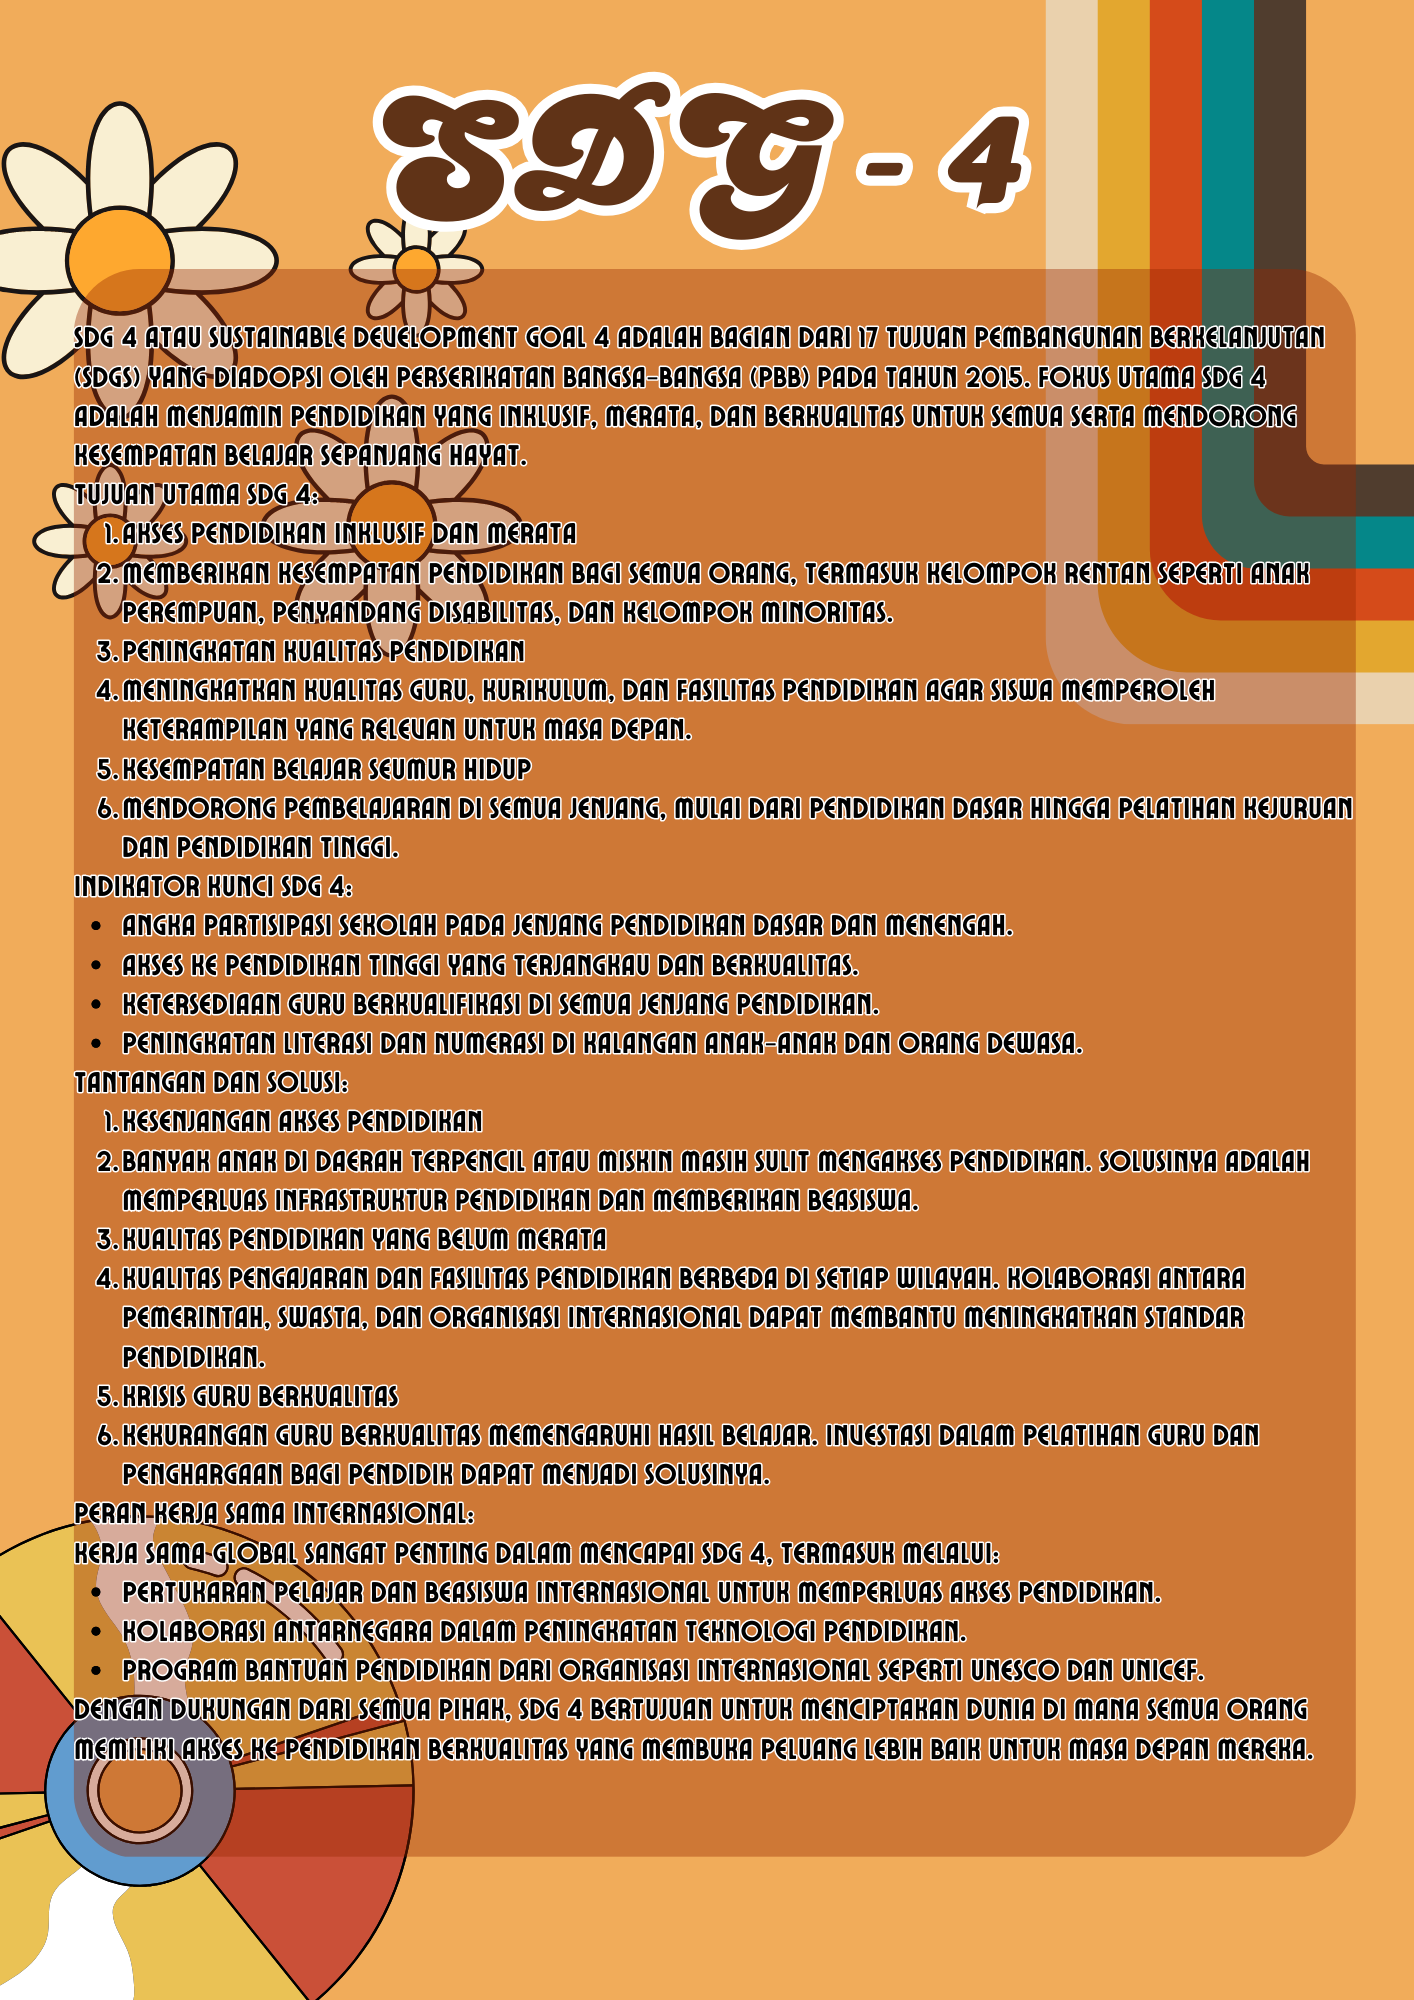 SDG - 4
SDG 4 ATAU SUSTAINABLE DEVELOPMENT GOAL 4 ADALAH BAGIAN DARI 17 TUJUAN PEMBANGUNAN BERKELANJUTAN
(SDGS) YANG DIADOPSI OLEH PERSERIKATAN BANGSA-BANGSA (PBB) PADA TAHUN 2015. FOKUS UTAMA SDG 4
ADALAH MENJAMIN PENDIDIKAN YANG INKLUSIF, MERATA, DAN BERKUALITAS UNTUK SEMUA SERTA MENDORONG
KESEMPATAN BELAJAR SEPANJANG HAYAT.
TUJUAN UTAMA SDG 4:
1. AKSES PENDIDIKAN INKLUSIF DAN MERATA
2. MEMBERIKAN KESEMPATAN PENDIDIKAN BAGI SEMUA ORANG, TERMASUK KELOMPOK RENTAN SEPERTI ANAK
PEREMPUAN, PENYANDANG DISABILITAS, DAN KELOMPOK MINORITAS.
3. PENINGKATAN KUALITAS PENDIDIKAN
4. MENINGKATKAN KUALITAS GURU, KURIKULUM, DAN FASILITAS PENDIDIKAN AGAR SISWA MEMPEROLEH
KETERAMPILAN YANG RELEVAN UNTUK MASA DEPAN.
5. KESEMPATAN BELAJAR SEUMUR HIDUP
6. MENDORONG PEMBELAJARAN DI SEMUA JENJANG, MULAI DARI PENDIDIKAN DASAR HINGGA PELATIHAN KEJURUAN
DAN PENDIDIKAN TINGGI.
INDIKATOR KUNCI SDG 4:
• ANGKA PARTISIPASI SEKOLAH PADA JENJANG PENDIDIKAN DASAR DAN MENENGAH.
• AKSES KE PENDIDIKAN TINGGI YANG TERJANGKAU DAN BERKUALITAS.
• KETERSEDIAAN GURU BERKUALIFIKASI DI SEMUA JENJANG PENDIDIKAN.
• PENINGKATAN LITERASI DAN NUMERASI DI KALANGAN ANAK-ANAK DAN ORANG DEWASA.
TANTANGAN DAN SOLUSI:
1. KESENJANGAN AKSES PENDIDIKAN
2. BANYAK ANAK DI DAERAH TERPENCIL ATAU MISKIN MASIH SULIT MENGAKSES PENDIDIKAN. SOLUSINYA ADALAH
MEMPERLUAS INFRASTRUKTUR PENDIDIKAN DAN MEMBERIKAN BEASISWA.
3. KUALITAS PENDIDIKAN YANG BELUM MERATA
4. KUALITAS PENGAJARAN DAN FASILITAS PENDIDIKAN BERBEDA DI SETIAP WILAYAH. KOLABORASI ANTARA
PEMERINTAH, SWASTA, DAN ORGANISASI INTERNASIONAL DAPAT MEMBANTU MENINGKATKAN STANDAR
PENDIDIKAN.
5. KRISIS GURU BERKUALITAS
6. KEKURANGAN GURU BERKUALITAS MEMENGARUHI HASIL BELAJAR. INVESTASI DALAM PELATIHAN GURU DAN
PENGHARGAAN BAGI PENDIDIK DAPAT MENJADI SOLUSINYA.
PERAN KERJA SAMA INTERNASIONAL:
KERJA SAMA GLOBAL SANGAT PENTING DALAM MENCAPAI SDG 4, TERMASUK MELALUI:
• PERTUKARAN PELAJAR DAN BEASISWA INTERNASIONAL UNTUK MEMPERLUAS AKSES PENDIDIKAN.
• KOLABORASI ANTARNEGARA DALAM PENINGKATAN TEKNOLOGI PENDIDIKAN.
• PROGRAM BANTUAN PENDIDIKAN DARI ORGANISASI INTERNASIONAL SEPERTI UNESCO DAN UNICEF.
DENGAN DUKUNGAN DARI SEMUA PIHAK, SDG 4 BERTUJUAN UNTUK MENCIPTAKAN DUNIA DI MANA SEMUA ORANG
MEMILIKI AKSES KE PENDIDIKAN BERKUALITAS YANG MEMBUKA PELUANG LEBIH BAIK UNTUK MASA DEPAN MEREKA.